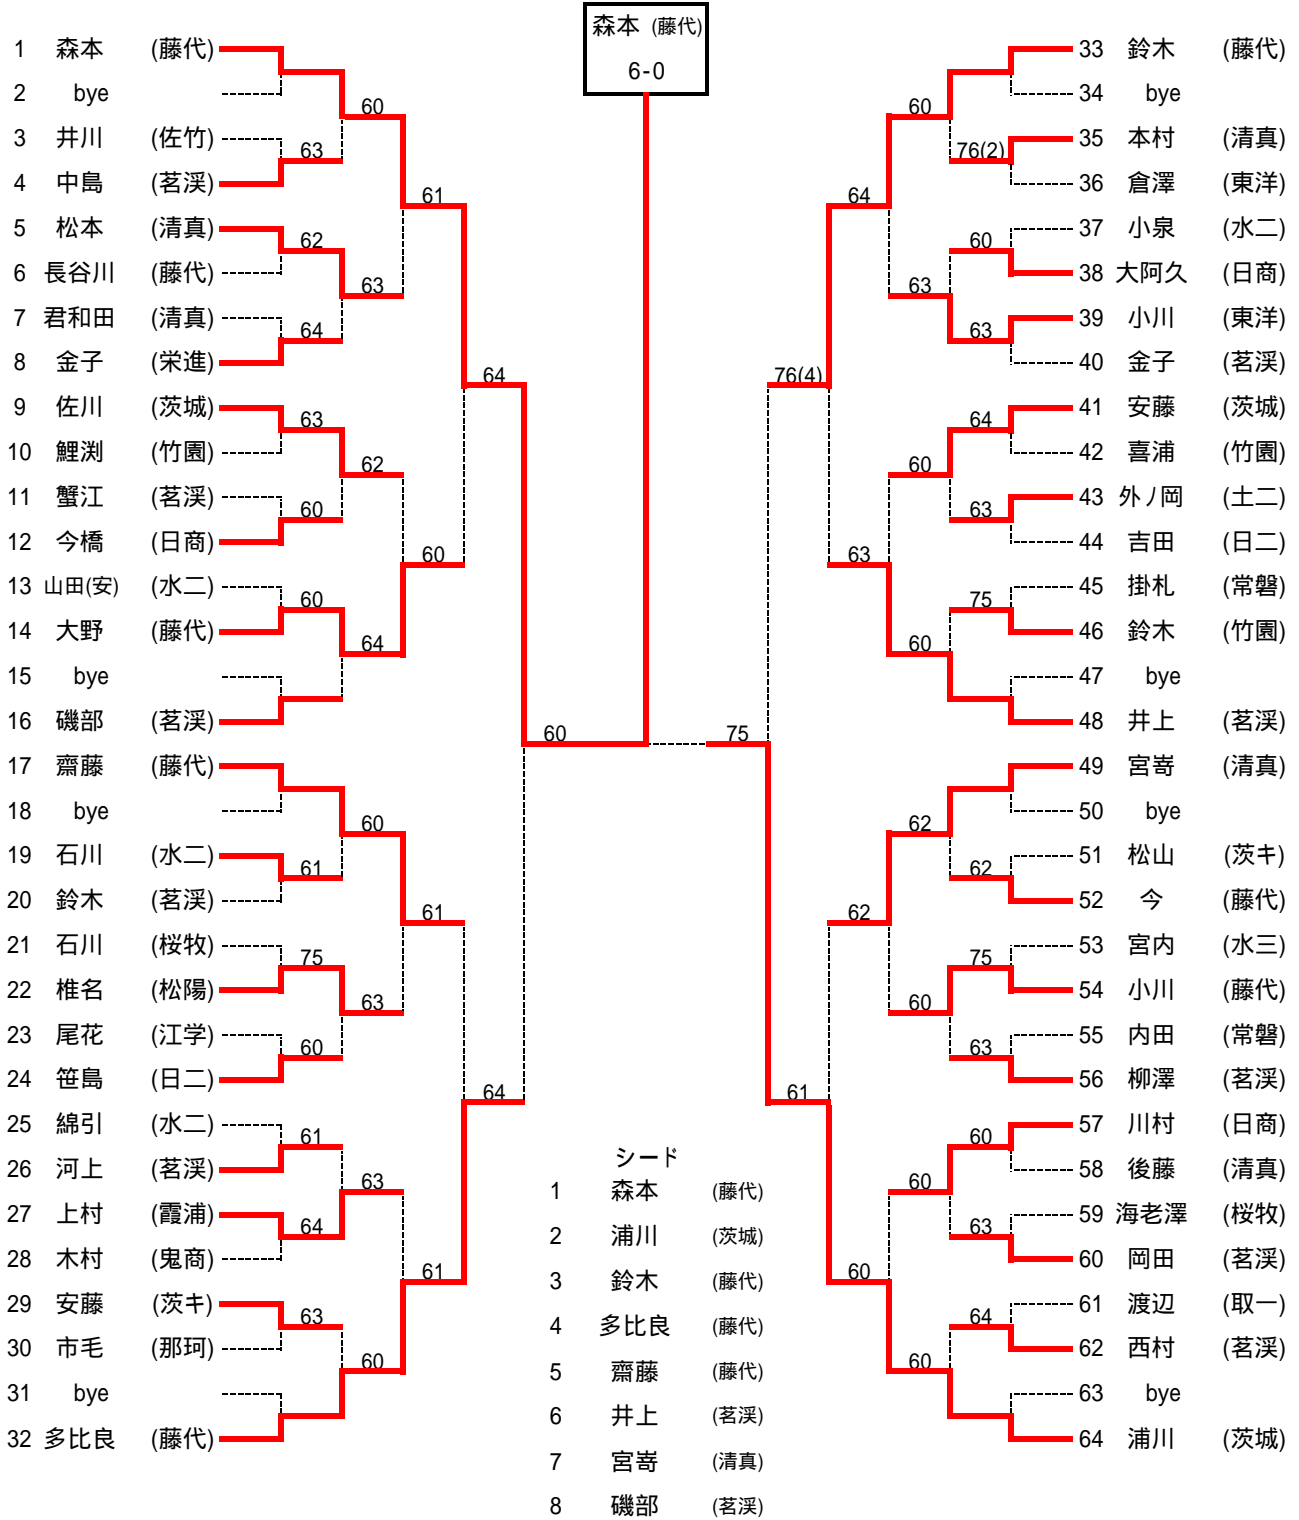 森本 (藤代)
6-0
1 森本 (藤代)
2 bye
60
3 井川 (佐竹)
63
4 中島 (茗渓)
61
5 松本 (清真)
62
6 長谷川 (藤代)
63
7 君和田 (清真)
64
8 金子 (栄進)
64
9 佐川 (茨城)
63
10 鯉渕 (竹園)
62
11 蟹江 (茗渓)
60
12 今橋 (日商)
60
13 山田(安) (水二)
60
14 大野 (藤代)
64
15 bye
16 磯部 (茗渓)
60
17 齋藤 (藤代)
18 bye
60
19 石川 (水二)
61
20 鈴木 (茗渓)
61
21 石川 (桜牧)
75
22 椎名 (松陽)
63
23 尾花 (江学)
60
24 笹島 (日二)
64
25 綿引 (水二)
61
26 河上 (茗渓)
63
27 上村 (霞浦)
64
28 木村 (鬼商)
61
29 安藤 (茨キ)
63
30 市毛 (那珂)
60
31 bye
32 多比良 (藤代)
33 鈴木 (藤代)
34 bye
60
35 本村 (清真)
76(2)
36 倉澤 (東洋)
64
37 小泉 (水二)
60
38 大阿久 (日商)
63
39 小川 (東洋)
63
40 金子 (茗渓)
76(4)
41 安藤 (茨城)
64
42 喜浦 (竹園)
60
43 外ノ岡 (土二)
63
44 吉田 (日二)
63
45 掛札 (常磐)
75
46 鈴木 (竹園)
60
47 bye
48 井上 (茗渓)
75
49 宮嵜 (清真)
50 bye
62
51 松山 (茨キ)
62
52 今 (藤代)
62
53 宮内 (水三)
75
54 小川 (藤代)
60
55 内田 (常磐)
63
56 柳澤 (茗渓)
61
57 川村 (日商)
60
58 後藤 (清真)
60
59 海老澤 (桜牧)
63
60 岡田 (茗渓)
60
61 渡辺 (取一)
64
62 西村 (茗渓)
60
63 bye
64 浦川 (茨城)
シード
1 森本 (藤代)
2 浦川 (茨城)
3 鈴木 (藤代)
4 多比良 (藤代)
5 齋藤 (藤代)
6 井上 (茗渓)
7 宮嵜 (清真)
8 磯部 (茗渓)